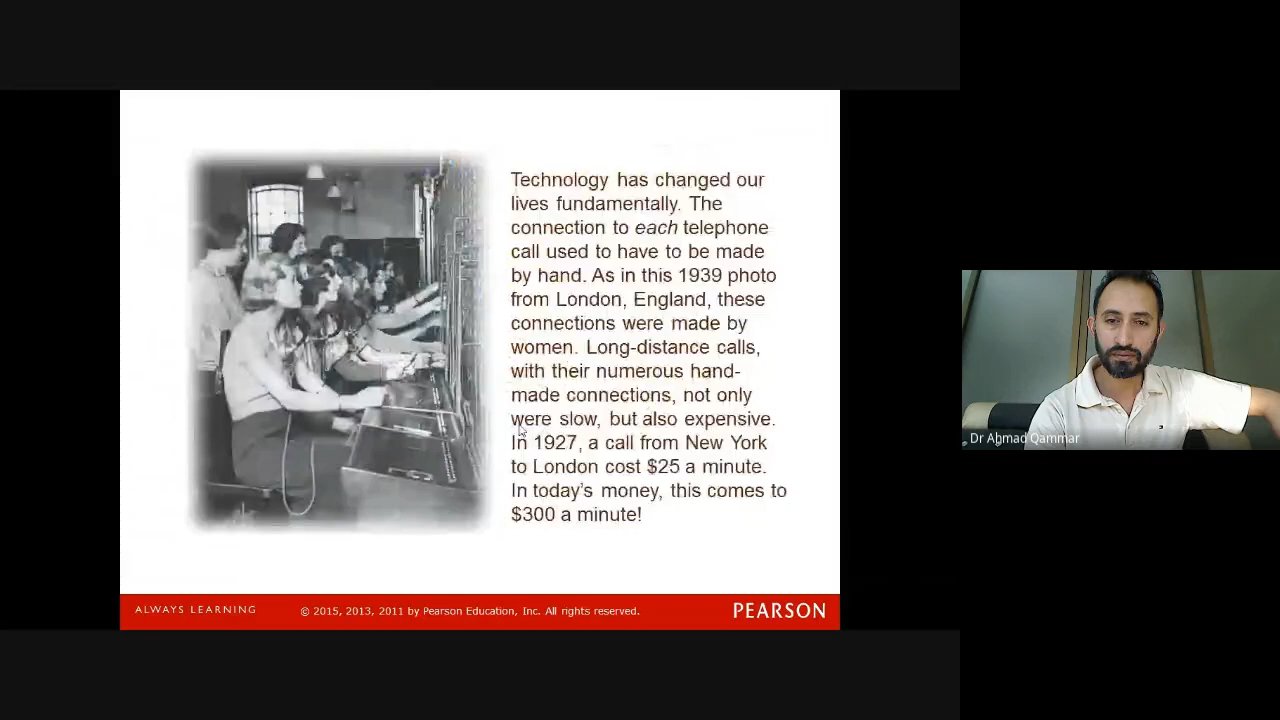 Technology has changed our
lives fundamentally. The
connection to each telephone
call used to have to be made
by hand. As in this 1939 photo
from London, England, these
connections were made by
women. Long-distance calls,
with their numerous hand-
made connections, not only
were slow, but also expensive.
In 1927, a call from New York
to London cost $25 a minute.
In today's money, this comes to
$300 a minute!
ALWAYS LEARNING
© 2015, 2013, 2011 by Pearson Education, Inc. All rights reserved.
PEARSON
Dr Ahmad Qammar